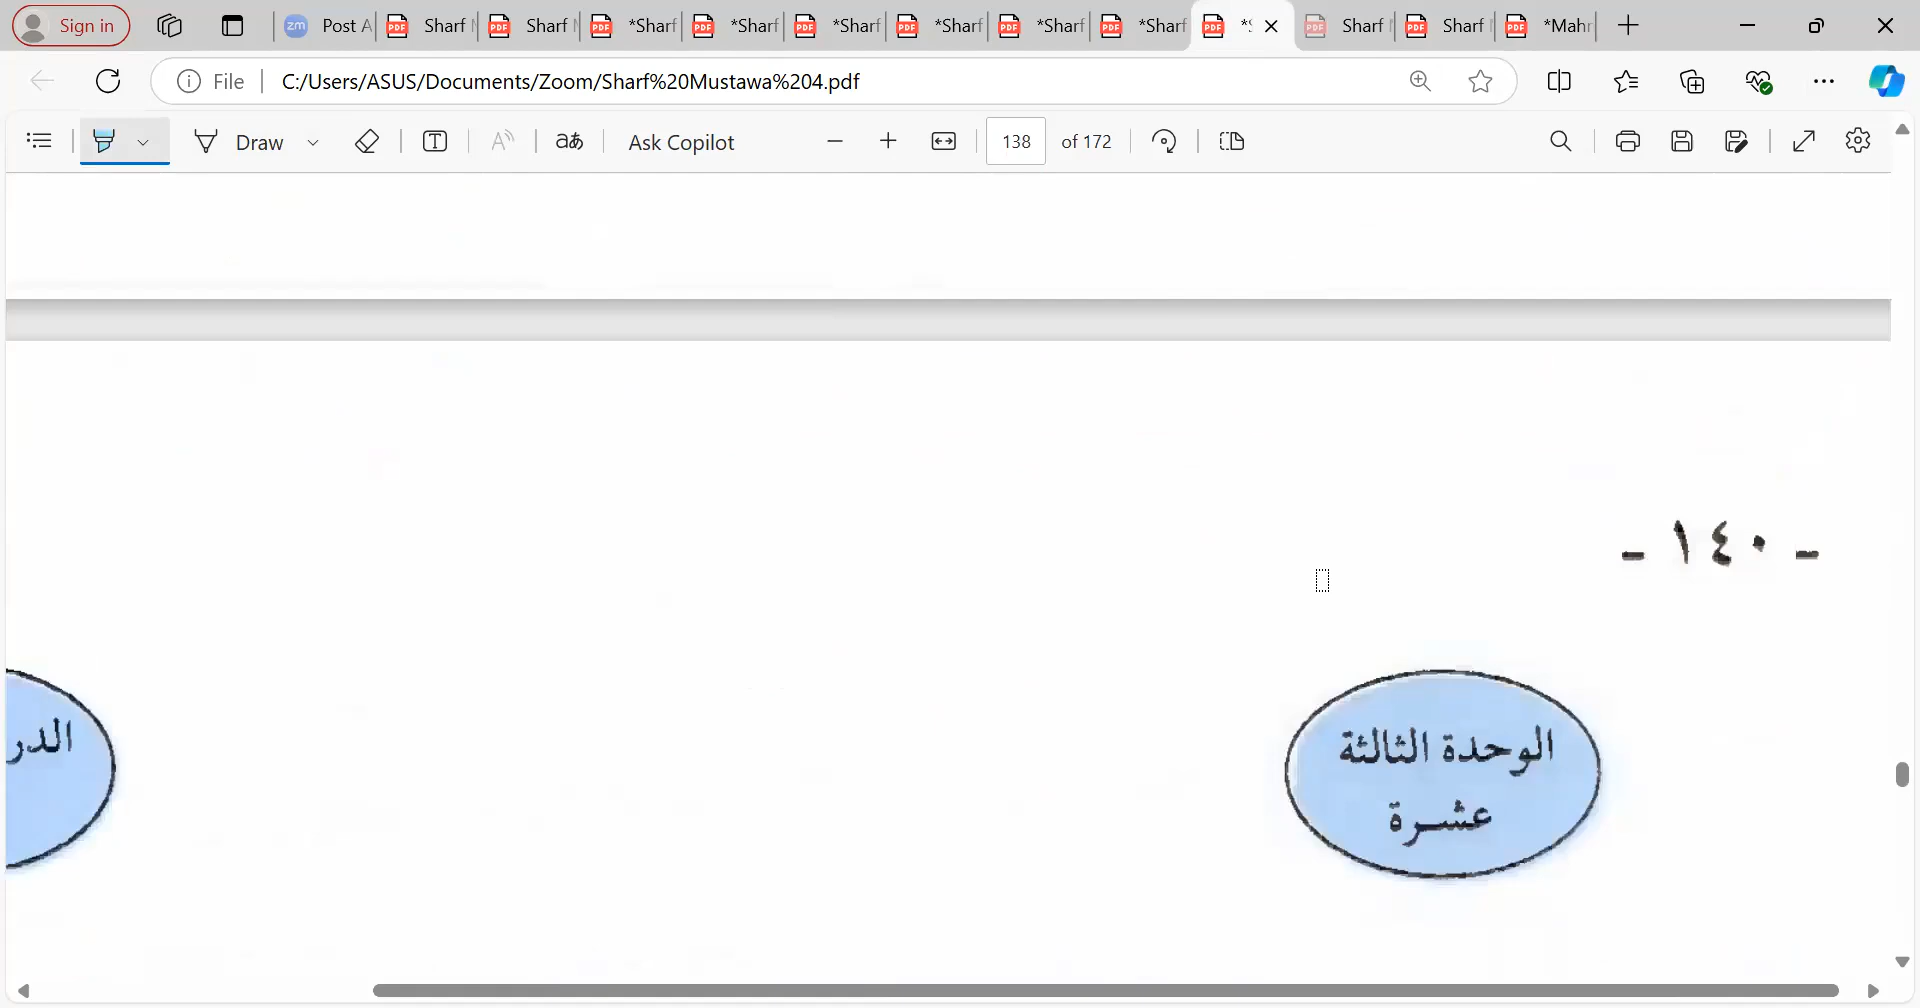 Sign in
Post A
Sharf
Sharf
*Sharf
*Sharf
*Sharf
*Sharf
*Sharf
*Sharf
Sharf
Sharf
*Mahr
File
C:/Users/ASUS/Documents/Zoom/Sharf%20Mustawa%204.pdf
Draw
Ask Copilot
138 of 172
- ١٤٠ -
الوحدة الثالثة
عشرة